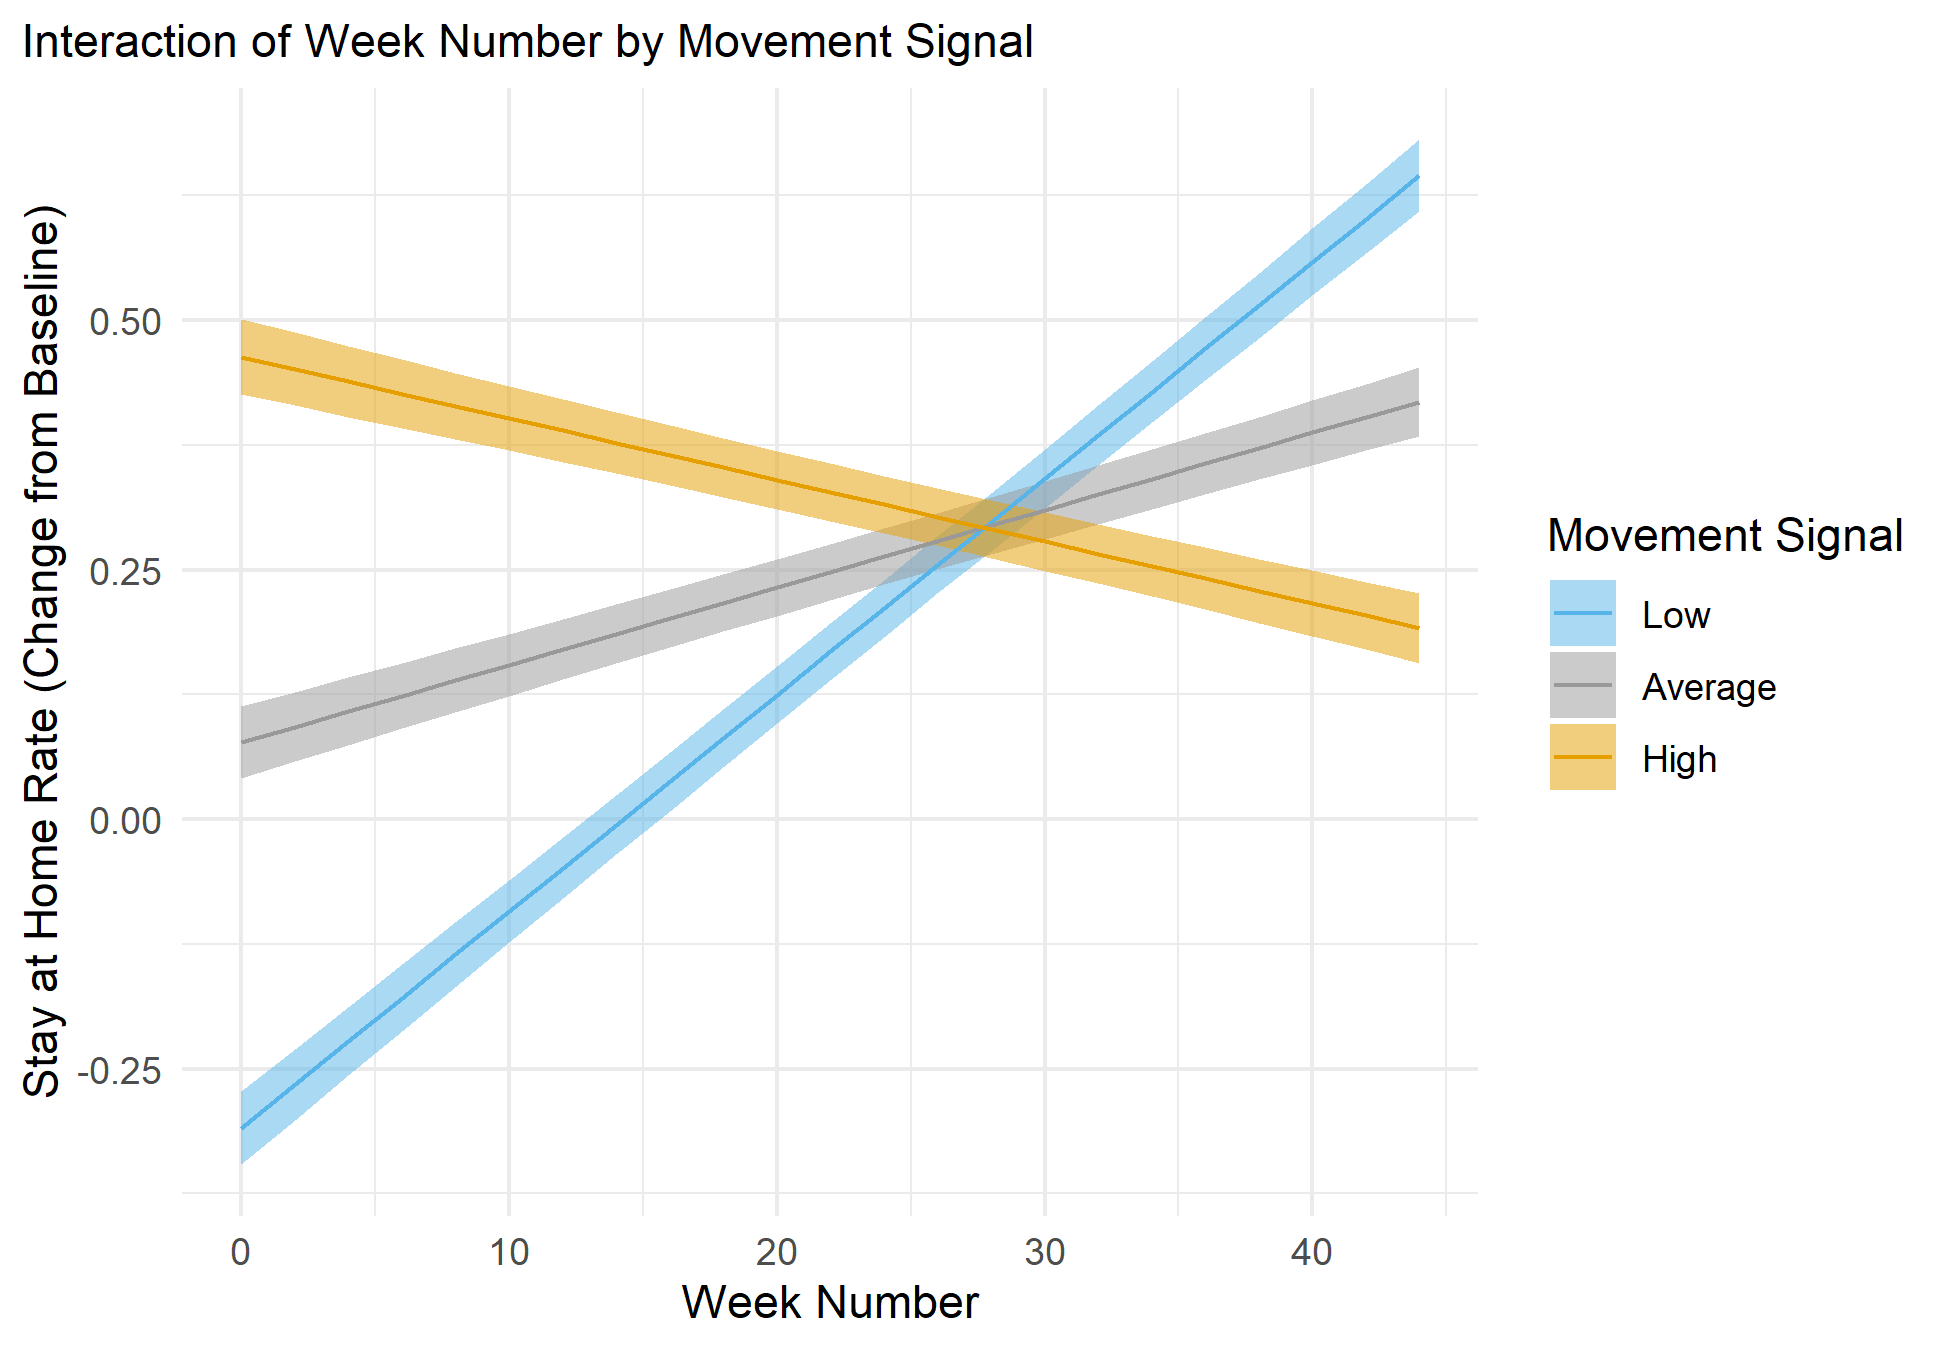 Interaction of Week Number by Movement Signal
Stay at Home Rate (Change from Baseline)
0.50
0.25
0.00
-0.25
0
10
20
30
40
Week Number
Movement Signal
Low
Average
High